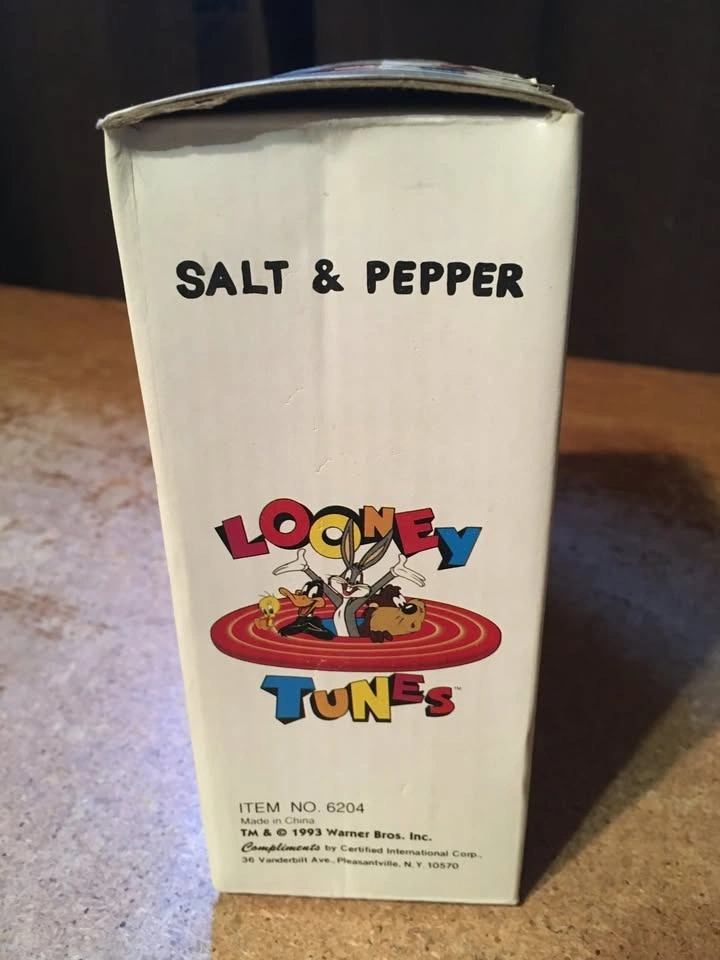 SALT & PEPPER
LOONEY
TUNES™
ITEM NO. 6204
Made in China
TM & © 1993 Warner Bros. Inc.
Compliments by Certified International Corp.,
36 Vanderbilt Ave., Pleasantville, N.Y. 10570